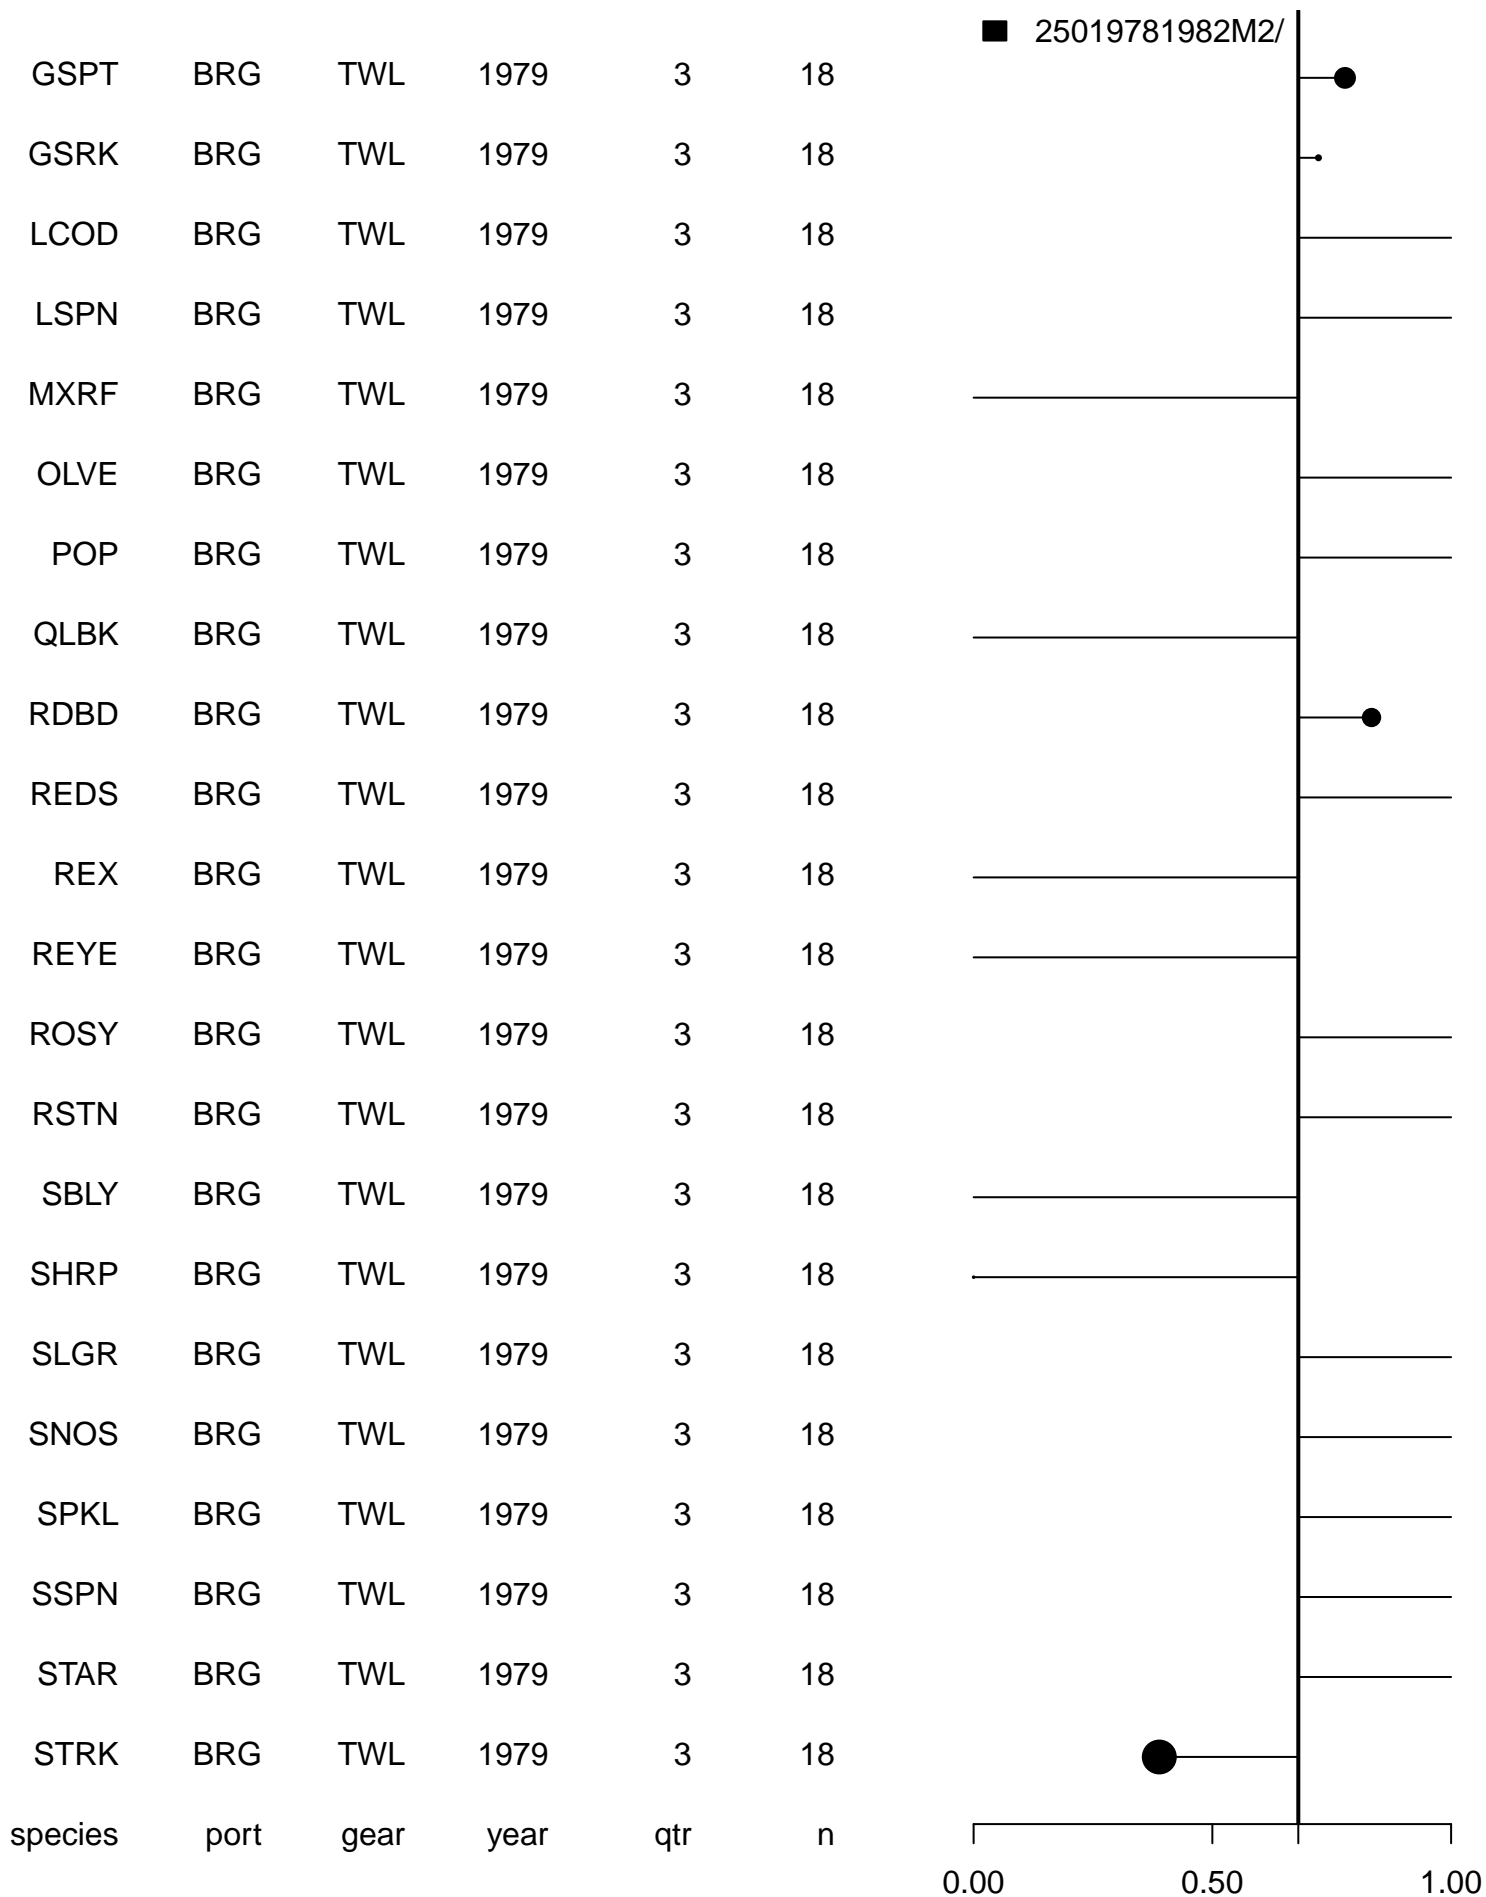 25019781982M2/
GSPT BRG TWL 1979 3 18
GSRK BRG TWL 1979 3 18
LCOD BRG TWL 1979 3 18
LSPN BRG TWL 1979 3 18
MXRF BRG TWL 1979 3 18
OLVE BRG TWL 1979 3 18
POP BRG TWL 1979 3 18
QLBK BRG TWL 1979 3 18
RDBD BRG TWL 1979 3 18
REDS BRG TWL 1979 3 18
REX BRG TWL 1979 3 18
REYE BRG TWL 1979 3 18
ROSY BRG TWL 1979 3 18
RSTN BRG TWL 1979 3 18
SBLY BRG TWL 1979 3 18
SHRP BRG TWL 1979 3 18
SLGR BRG TWL 1979 3 18
SNOS BRG TWL 1979 3 18
SPKL BRG TWL 1979 3 18
SSPN BRG TWL 1979 3 18
STAR BRG TWL 1979 3 18
STRK BRG TWL 1979 3 18
species port gear year qtr n
0.00 0.50 1.00